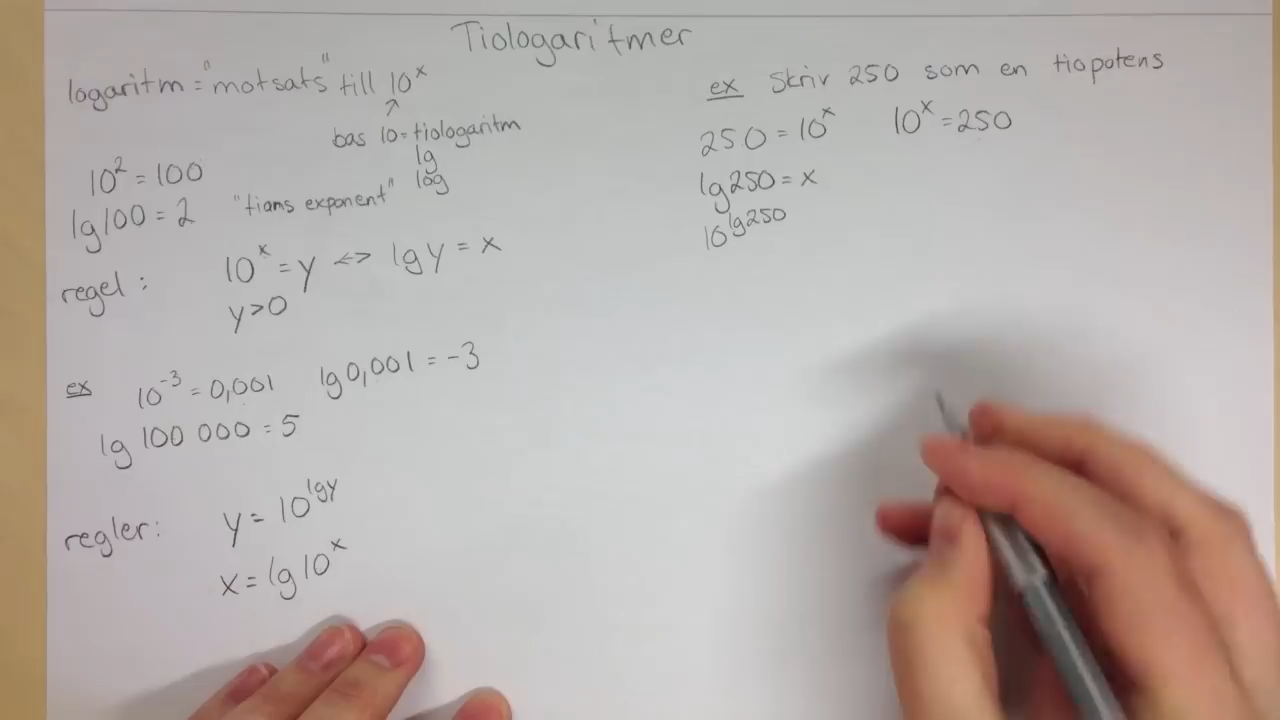 Tiologaritmer
logaritm = "motsats" till 10^x
↗
bas 10 = tiologaritm
lg
log
10² = 100
lg 100 = 2 "tians exponent"
regel: 10^x = y <-> lg y = x
y > 0
ex 10⁻³ = 0,001 lg 0,001 = -3
lg 100 000 = 5
regler: y = 10^lg y
x = lg 10^x
ex Skriv 250 som en tiopotens
250 = 10^x 10^x = 250
lg 250 = x
10^lg 250